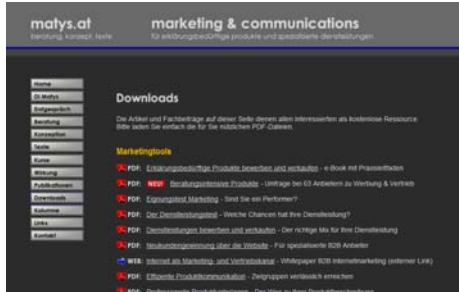 matys.at
beratung, konzept, texte
marketing & communications
für erklärungsbedürftige produkte und spezialisierte dienstleistungen
Home
DI Matys
Erstgespräch
Beratung
Konzeption
Texte
Kurse
Wirkung
Publikationen
Downloads
Kolumne
Links
Kontakt
Downloads
Die Artikel und Fachbeiträge auf dieser Seite dienen allen Interessierten als kostenlose Ressource.
Bitte laden Sie einfach die für Sie nützlichen PDF-Dateien.
Marketingtools
PDF: Erklärungsbedürftige Produkte bewerben und verkaufen - e-Book mit Praxisleitfaden
PDF: NEU! Beratungsintensive Produkte - Umfrage bei 63 Anbietern zu Werbung & Vertrieb
PDF: Eignungstest Marketing - Sind Sie ein Performer?
PDF: Der Dienstleistungstest - Welche Chancen hat Ihre Dienstleistung?
PDF: Dienstleistungen bewerben und verkaufen - Der richtige Mix für Ihre Dienstleistung
PDF: Neukundengewinnung über die Website - Für spezialisierte B2B Anbieter
WEB: Internet als Marketing- und Vertriebskanal - Whitepaper B2B Internetmarketing (externer Link)
PDF: Effiziente Produktkommunikation - Zielgruppen verlässlich erreichen